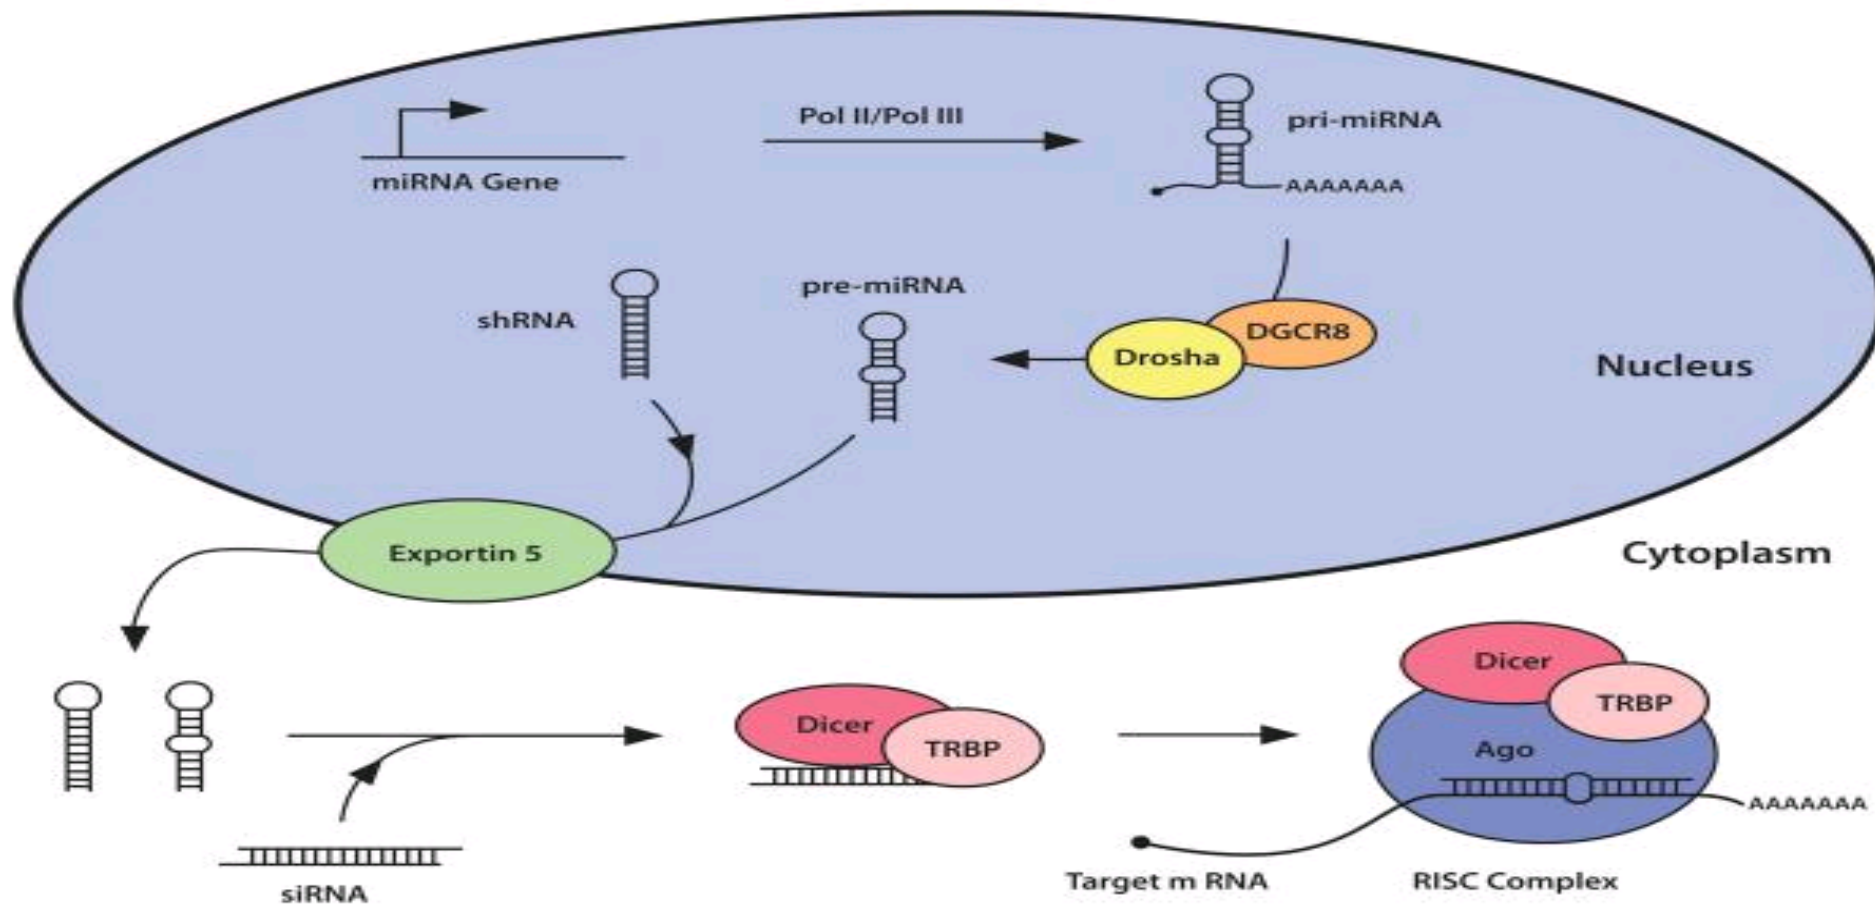 Pol II/Pol III
pri-miRNA
miRNA Gene
AAAAAAA
pre-miRNA
shRNA
DGCR8
Drosha
Nucleus
Exportin 5
Cytoplasm
Dicer
TRBP
Dicer
TRBP
Ago
AAAAAAA
siRNA
Target m RNA
RISC Complex